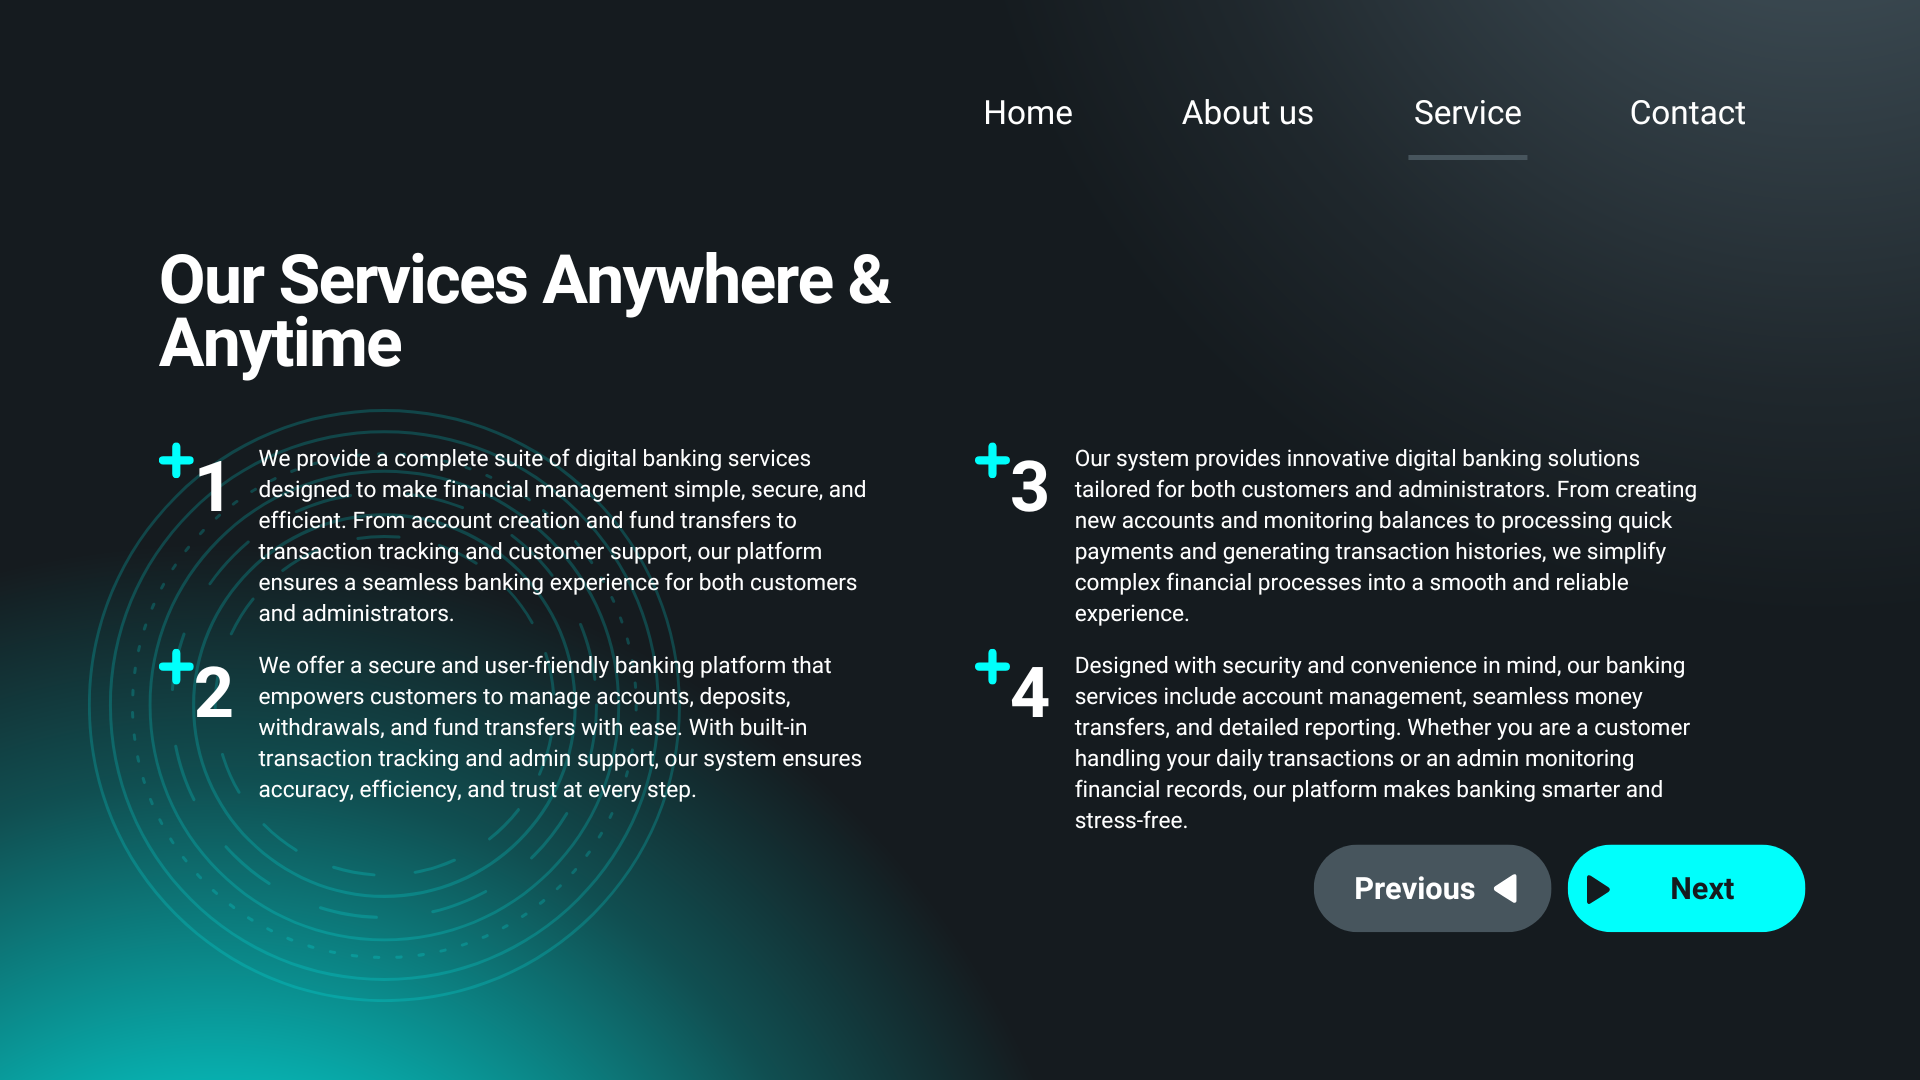 Home
About us
Service
Contact
Our Services Anywhere &
Anytime
1
We provide a complete suite of digital banking services
designed to make financial management simple, secure, and
efficient. From account creation and fund transfers to
transaction tracking and customer support, our platform
ensures a seamless banking experience for both customers
and administrators.
2
We offer a secure and user-friendly banking platform that
empowers customers to manage accounts, deposits,
withdrawals, and fund transfers with ease. With built-in
transaction tracking and admin support, our system ensures
accuracy, efficiency, and trust at every step.
3
Our system provides innovative digital banking solutions
tailored for both customers and administrators. From creating
new accounts and monitoring balances to processing quick
payments and generating transaction histories, we simplify
complex financial processes into a smooth and reliable
experience.
4
Designed with security and convenience in mind, our banking
services include account management, seamless money
transfers, and detailed reporting. Whether you are a customer
handling your daily transactions or an admin monitoring
financial records, our platform makes banking smarter and
stress-free.
Previous
Next